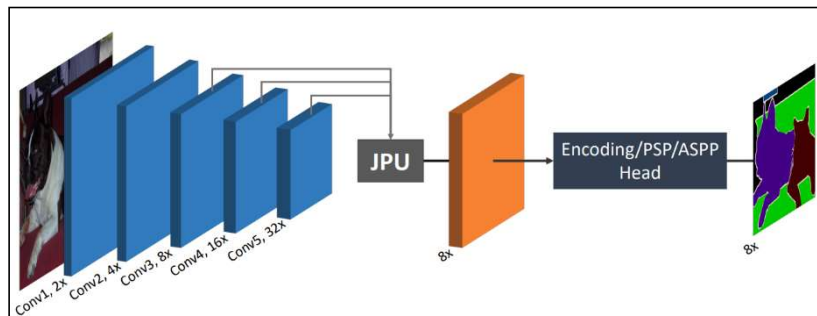 Conv1, 2x
Conv2, 4x
Conv3, 8x
Conv4, 16x
Conv5, 32x
JPU
8x
Encoding/PSP/ASPP
Head
8x